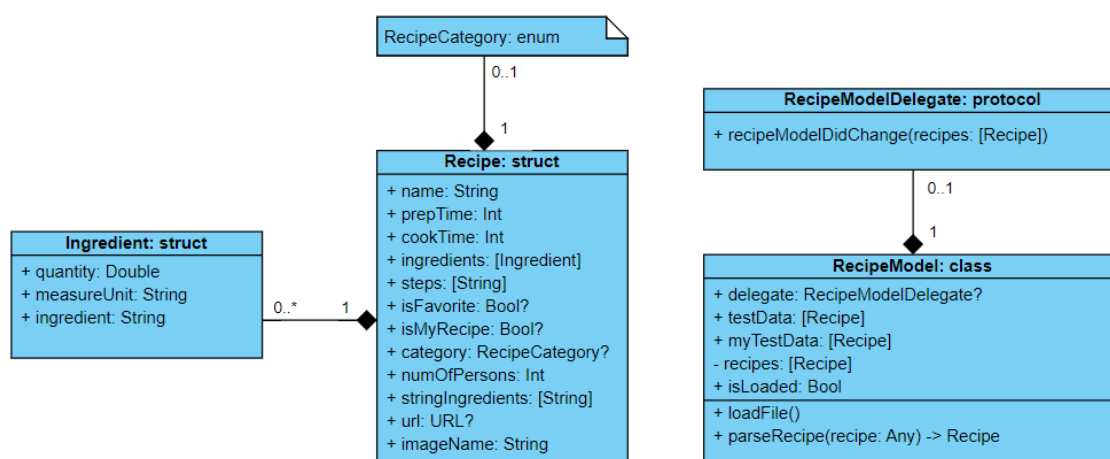 RecipeCategory: enum
0..1
1
Recipe: struct
+ name: String
+ prepTime: Int
+ cookTime: Int
+ ingredients: [Ingredient]
+ steps: [String]
+ isFavorite: Bool?
+ isMyRecipe: Bool?
+ category: RecipeCategory?
+ numOfPersons: Int
+ stringIngredients: [String]
+ url: URL?
+ imageName: String
Ingredient: struct
+ quantity: Double
+ measureUnit: String
+ ingredient: String
0..*
1
RecipeModelDelegate: protocol
+ recipeModelDidChange(recipes: [Recipe])
0..1
1
RecipeModel: class
+ delegate: RecipeModelDelegate?
+ testData: [Recipe]
+ myTestData: [Recipe]
- recipes: [Recipe]
+ isLoaded: Bool
+ loadFile()
+ parseRecipe(recipe: Any) -> Recipe